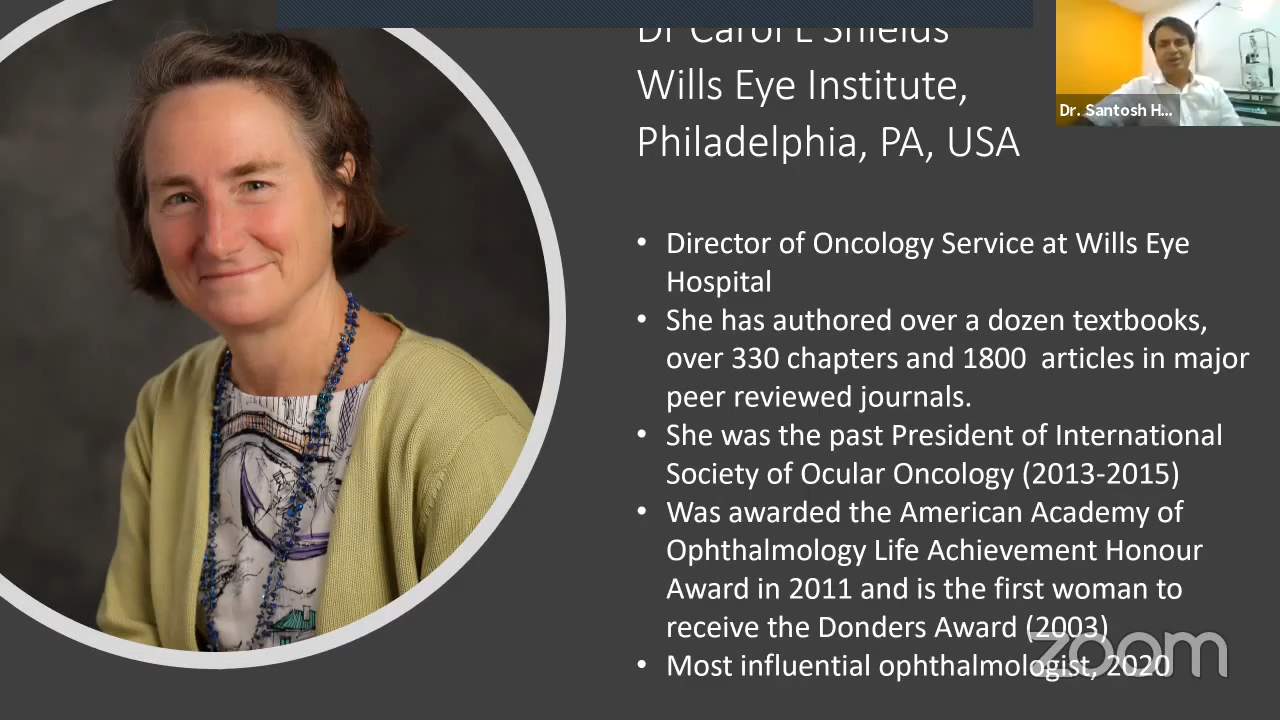 Dr Carol L Shields
Wills Eye Institute,
Philadelphia, PA, USA
Dr. Santosh H...
• Director of Oncology Service at Wills Eye
Hospital
• She has authored over a dozen textbooks,
over 330 chapters and 1800 articles in major
peer reviewed journals.
• She was the past President of International
Society of Ocular Oncology (2013-2015)
• Was awarded the American Academy of
Ophthalmology Life Achievement Honour
Award in 2011 and is the first woman to
receive the Donders Award (2003)
• Most influential ophthalmologist, 2020
zoom